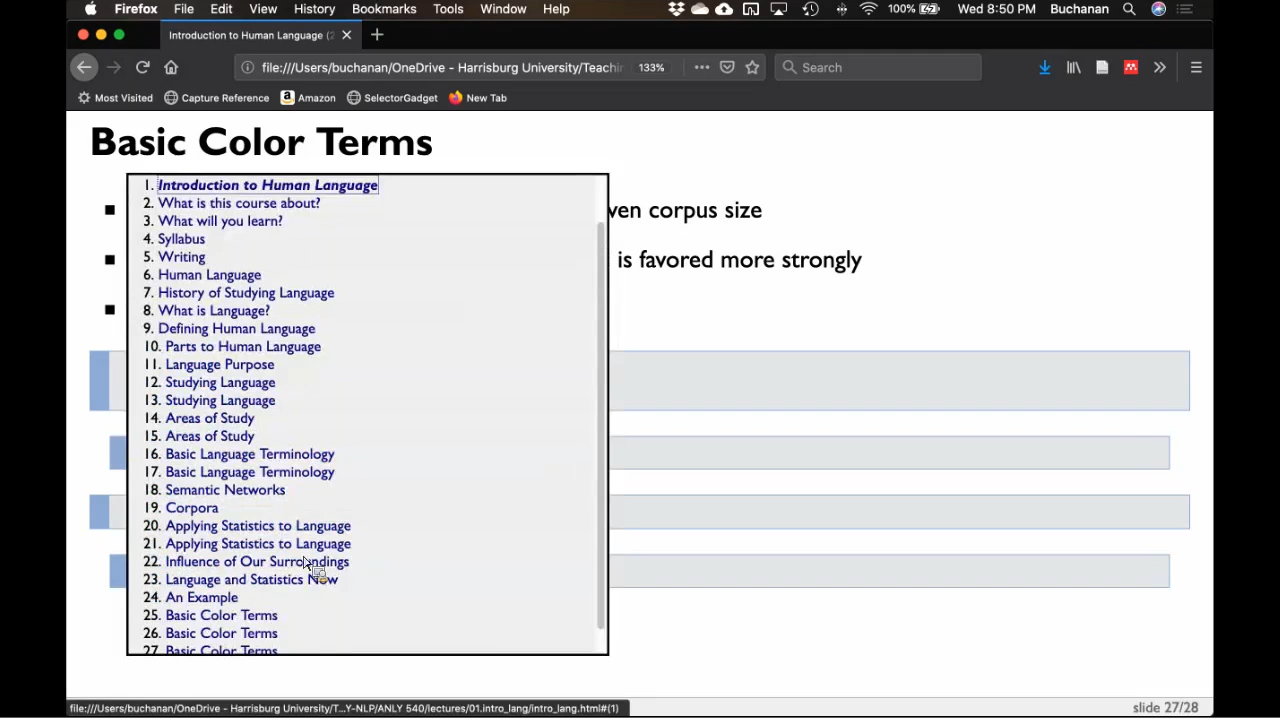 Firefox File Edit View History Bookmarks Tools Window Help 100% Wed 8:50 PM Buchanan
Introduction to Human Language (2
file:///Users/buchanan/OneDrive - Harrisburg University/Teachin 133% Search
Most Visited Capture Reference Amazon SelectorGadget New Tab
Basic Color Terms
ven corpus size
is favored more strongly
1. Introduction to Human Language
2. What is this course about?
3. What will you learn?
4. Syllabus
5. Writing
6. Human Language
7. History of Studying Language
8. What is Language?
9. Defining Human Language
10. Parts to Human Language
11. Language Purpose
12. Studying Language
13. Studying Language
14. Areas of Study
15. Areas of Study
16. Basic Language Terminology
17. Basic Language Terminology
18. Semantic Networks
19. Corpora
20. Applying Statistics to Language
21. Applying Statistics to Language
22. Influence of Our Surroundings
23. Language and Statistics Now
24. An Example
25. Basic Color Terms
26. Basic Color Terms
27. Basic Color Terms
file:///Users/buchanan/OneDrive - Harrisburg University/T…Y-NLP/ANLY 540/lectures/01.intro_lang/intro_lang.html#(1)
slide 27/28